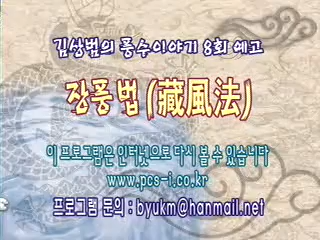 김상범의 풍수이야기 8회 예고
장풍법(藏風法)
이 프로그램은 인터넷으로 다시 볼 수 있습니다
www.pcs-i.co.kr
프로그램 문의 : byukm@hanmail.net